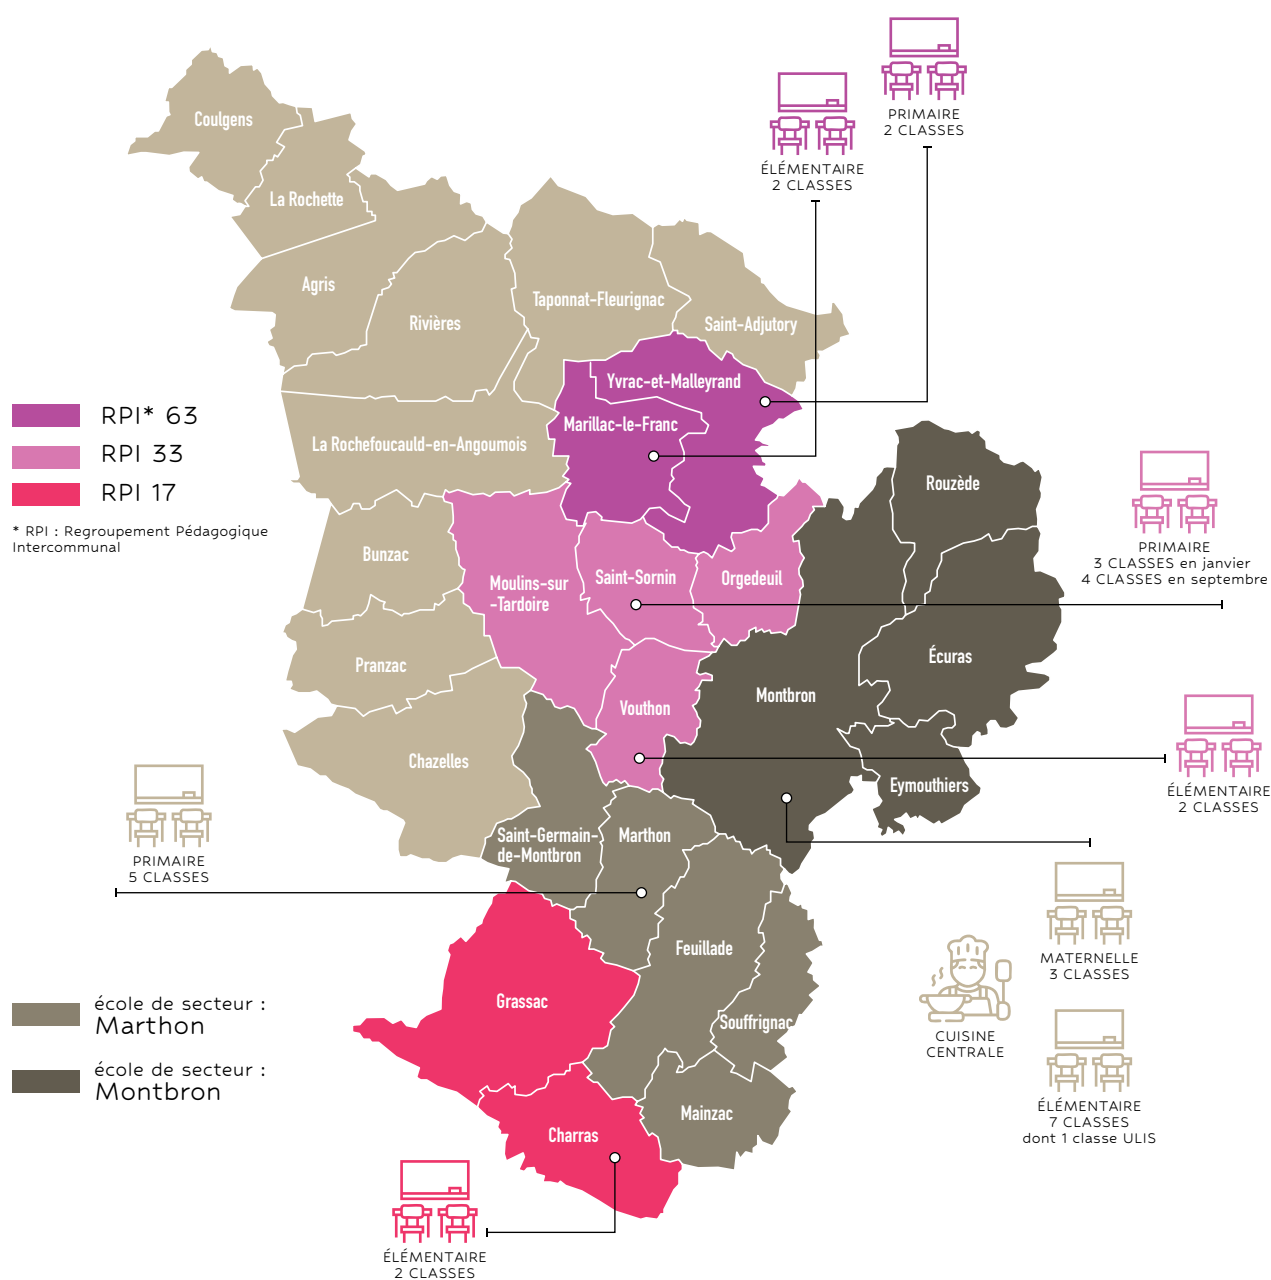 PRIMAIRE
2 CLASSES
ÉLÉMENTAIRE
2 CLASSES
Coulgens
La Rochette
Agris
Rivières
Taponnat-Fleurignac
Saint-Adjutory
Yvrac-et-Malleyrand
Marillac-le-Franc
La Rochefoucauld-en-Angoumois
RPI* 63
RPI 33
RPI 17
* RPI : Regroupement Pédagogique
Intercommunal
Rouzède
Bunzac
Moulins-sur
-Tardoire
Saint-Sornin
Orgedeuil
PRIMAIRE
3 CLASSES en janvier
4 CLASSES en septembre
Pranzac
Écuras
Vouthon
Montbron
Chazelles
Eymouthiers
ÉLÉMENTAIRE
2 CLASSES
Saint-Germain-
de-Montbron
Marthon
PRIMAIRE
5 CLASSES
Feuillade
MATERNELLE
3 CLASSES
Grassac
Souffrignac
CUISINE
CENTRALE
école de secteur :
Marthon
école de secteur :
Montbron
Mainzac
Charras
ÉLÉMENTAIRE
7 CLASSES
dont 1 classe ULIS
ÉLÉMENTAIRE
2 CLASSES